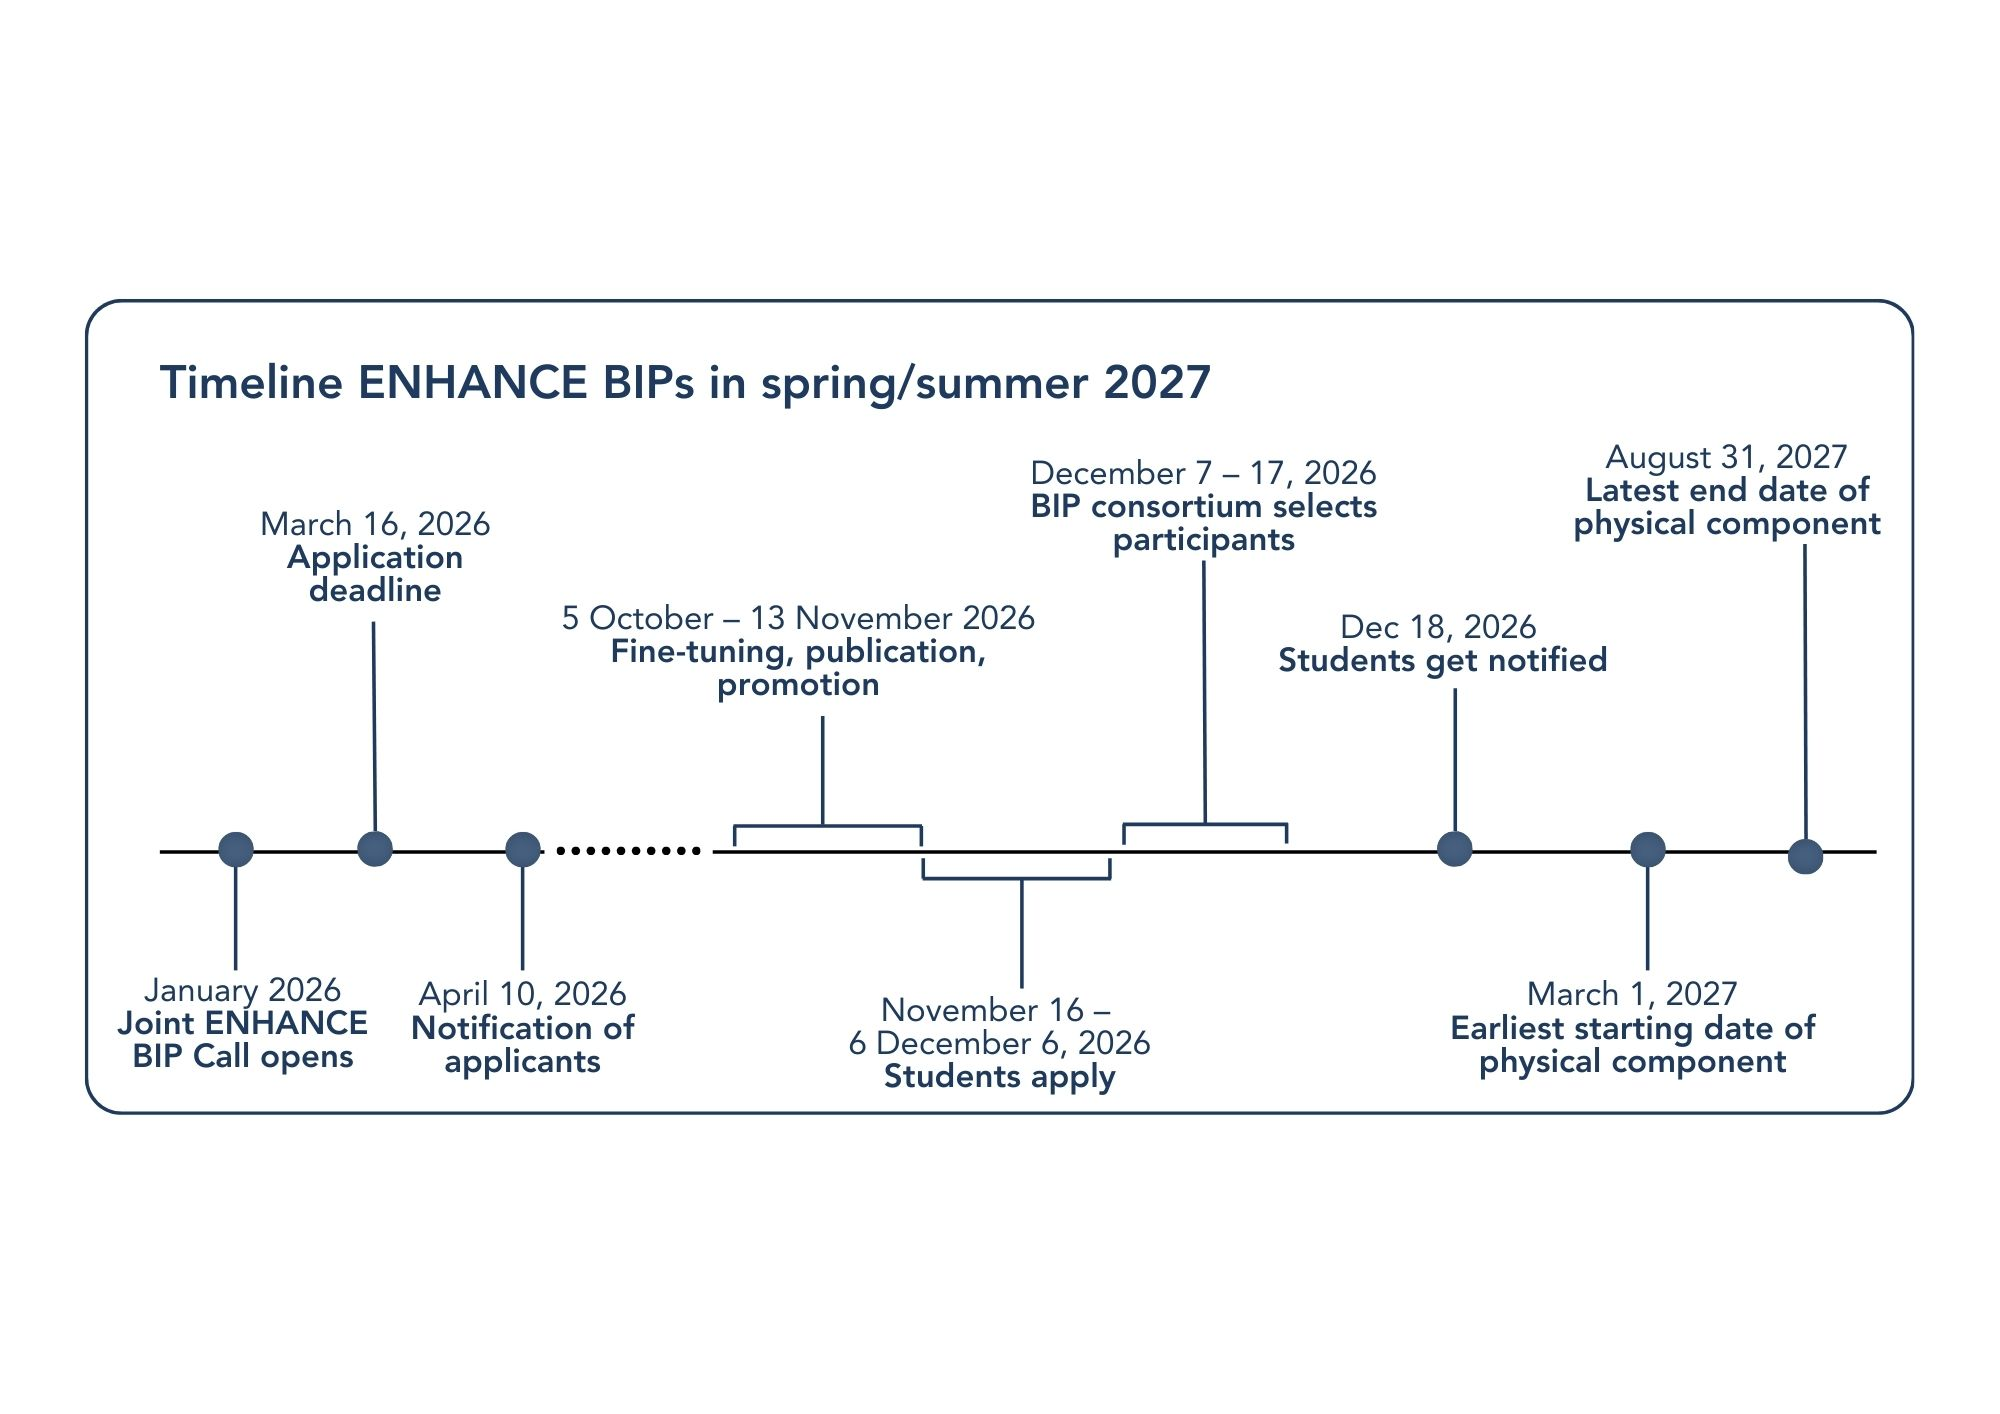 Timeline ENHANCE BIPs in spring/summer 2027
January 2026
Joint ENHANCE
BIP Call opens
March 16, 2026
Application
deadline
April 10, 2026
Notification of
applicants
5 October – 13 November 2026
Fine-tuning, publication,
promotion
November 16 –
6 December 6, 2026
Students apply
December 7 – 17, 2026
BIP consortium selects
participants
Dec 18, 2026
Students get notified
March 1, 2027
Earliest starting date of
physical component
August 31, 2027
Latest end date of
physical component